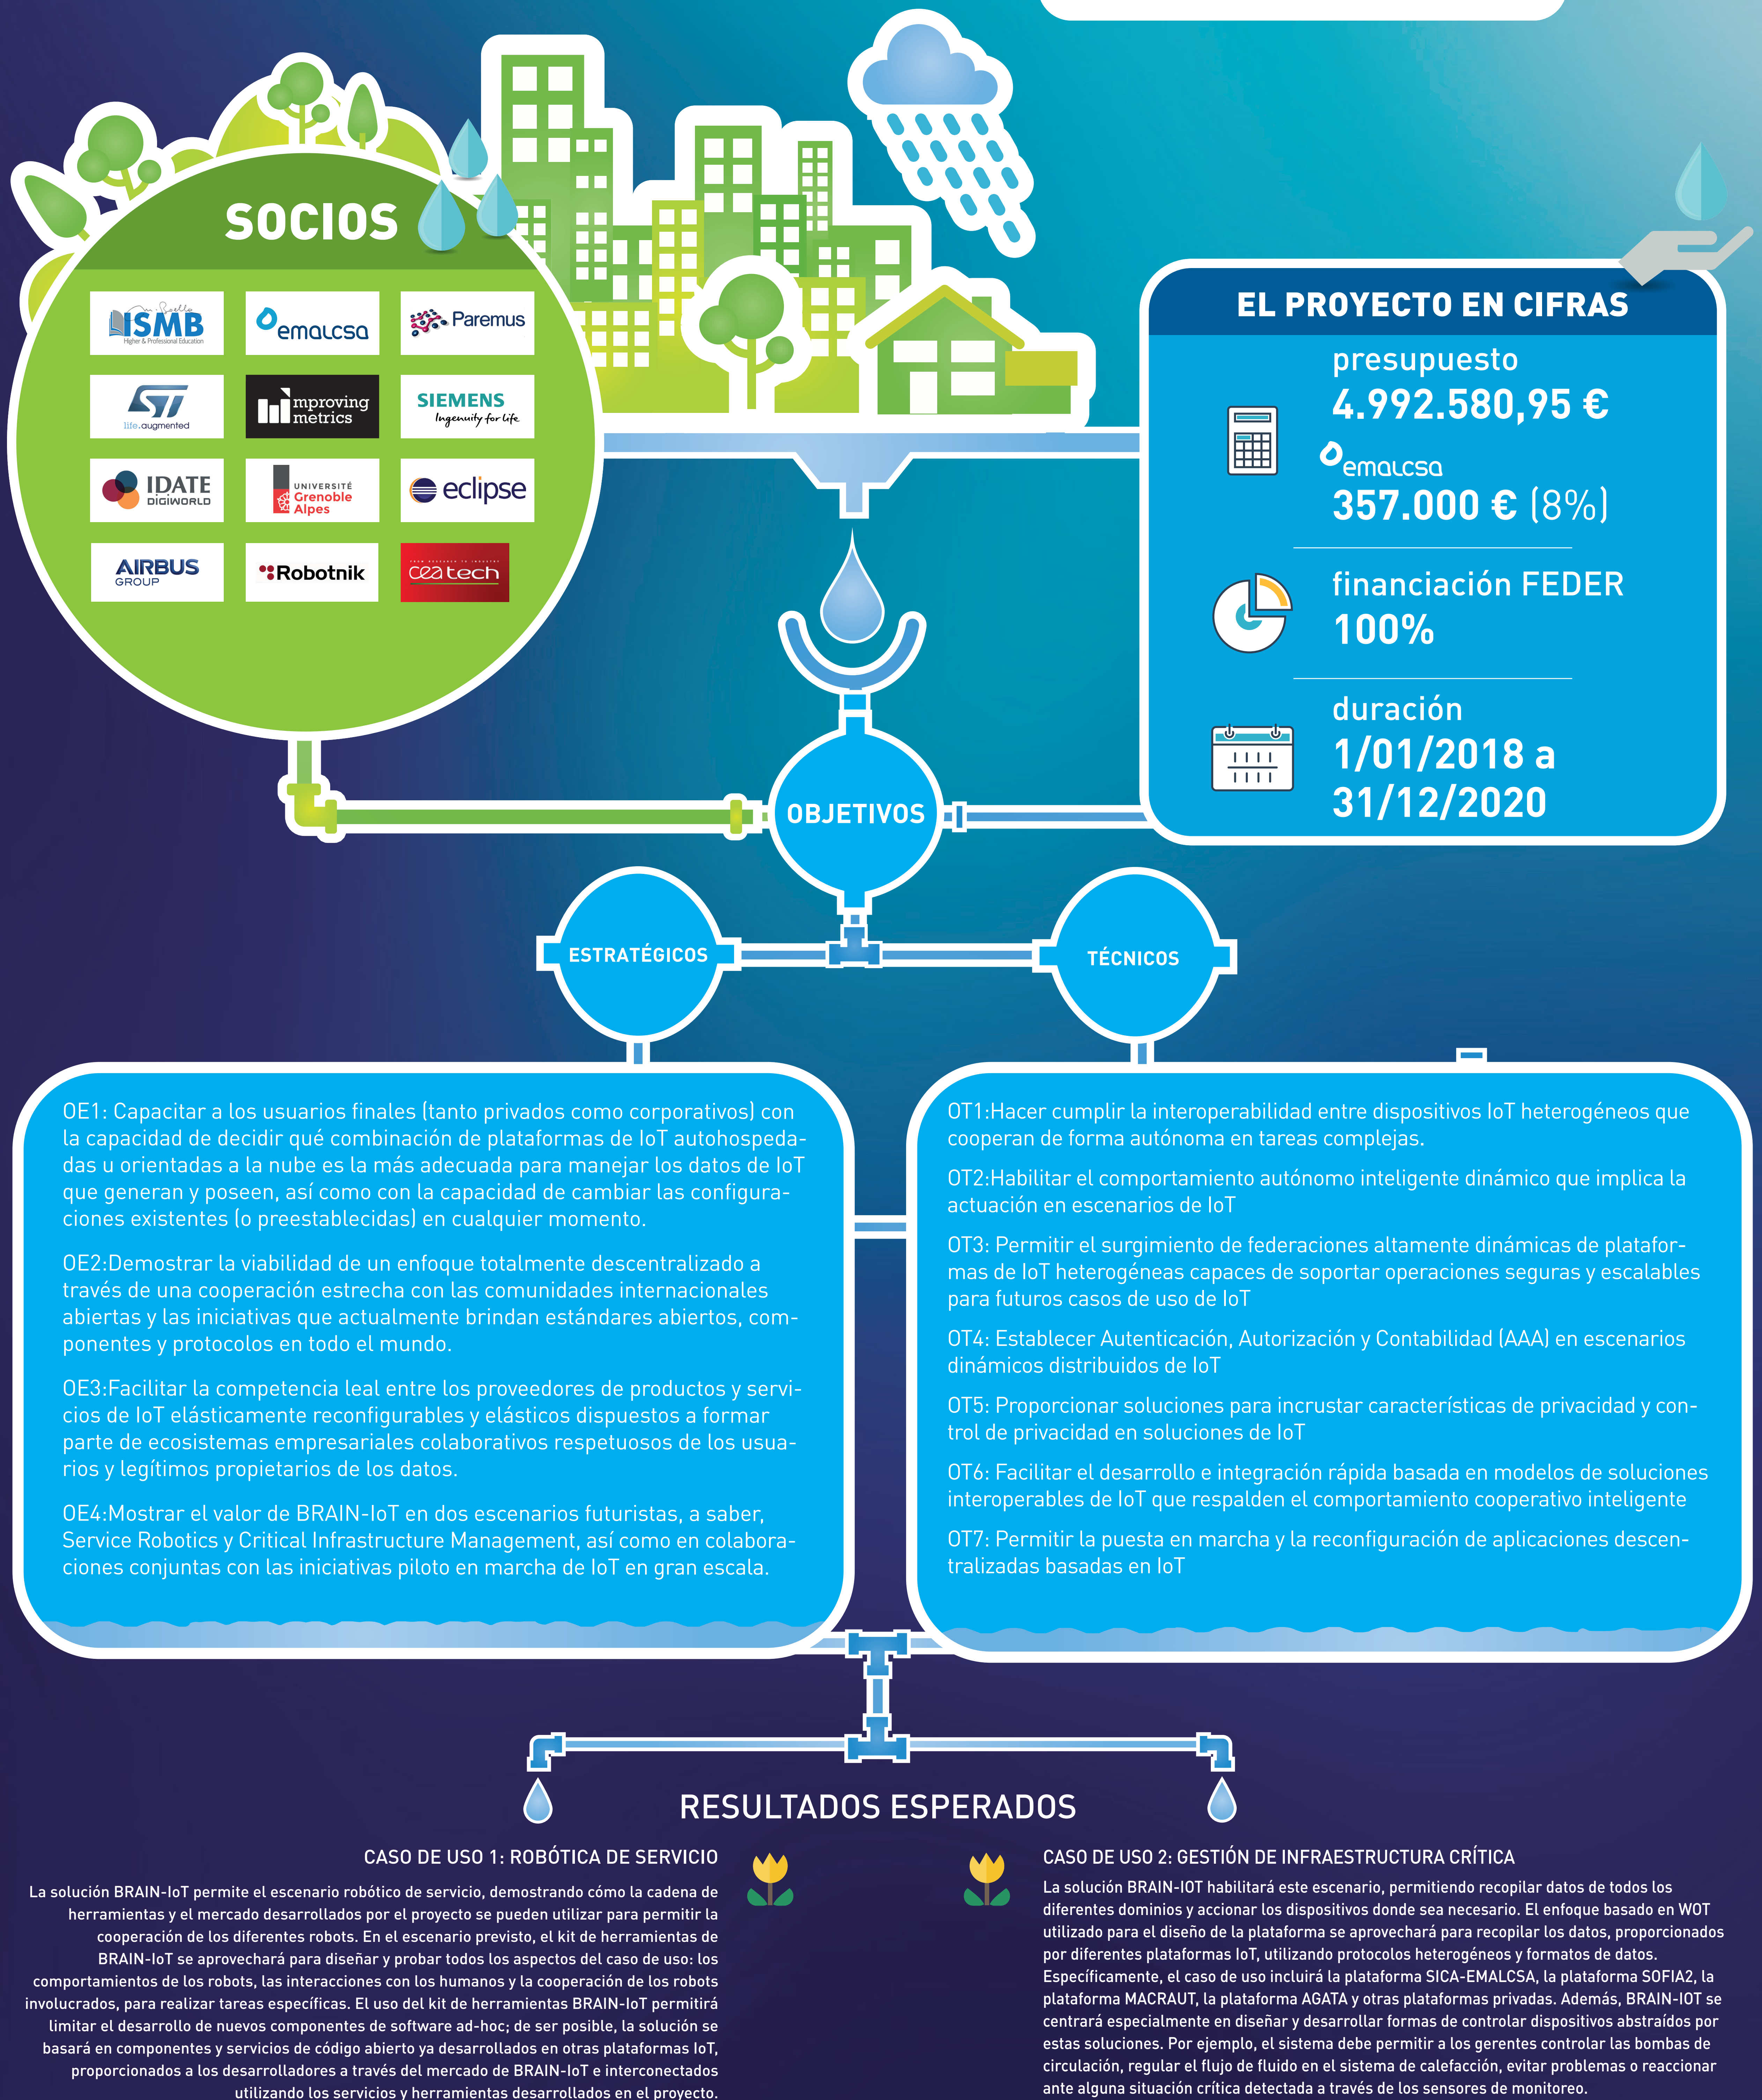 SOCIOS
ISMB
Higher & Professional Education
emalcsa
Paremus
ST
life.augmented
mproving
metrics
SIEMENS
Ingenuity for life
IDATE
DIGIWORLD
UNIVERSITÉ
Grenoble
Alpes
eclipse
AIRBUS
GROUP
Robotnik
FROM RESEARCH TO INDUSTRY
cea tech
EL PROYECTO EN CIFRAS
presupuesto
4.992.580,95 €
emalcsa
357.000 € (8%)
financiación FEDER
100%
duración
1/01/2018 a
31/12/2020
OBJETIVOS
ESTRATÉGICOS
TÉCNICOS
OE1: Capacitar a los usuarios finales (tanto privados como corporativos) con
la capacidad de decidir qué combinación de plataformas de IoT autohospeda-
das u orientadas a la nube es la más adecuada para manejar los datos de IoT
que generan y poseen, así como con la capacidad de cambiar las configura-
ciones existentes (o preestablecidas) en cualquier momento.
OE2:Demostrar la viabilidad de un enfoque totalmente descentralizado a
través de una cooperación estrecha con las comunidades internacionales
abiertas y las iniciativas que actualmente brindan estándares abiertos, com-
ponentes y protocolos en todo el mundo.
OE3:Facilitar la competencia leal entre los proveedores de productos y servi-
cios de IoT elásticamente reconfigurables y elásticos dispuestos a formar
parte de ecosistemas empresariales colaborativos respetuosos de los usua-
rios y legítimos propietarios de los datos.
OE4:Mostrar el valor de BRAIN-IoT en dos escenarios futuristas, a saber,
Service Robotics y Critical Infrastructure Management, así como en colabora-
ciones conjuntas con las iniciativas piloto en marcha de IoT en gran escala.
OT1:Hacer cumplir la interoperabilidad entre dispositivos IoT heterogéneos que
cooperan de forma autónoma en tareas complejas.
OT2:Habilitar el comportamiento autónomo inteligente dinámico que implica la
actuación en escenarios de IoT
OT3: Permitir el surgimiento de federaciones altamente dinámicas de platafor-
mas de IoT heterogéneas capaces de soportar operaciones seguras y escalables
para futuros casos de uso de IoT
OT4: Establecer Autenticación, Autorización y Contabilidad (AAA) en escenarios
dinámicos distribuidos de IoT
OT5: Proporcionar soluciones para incrustar características de privacidad y con-
trol de privacidad en soluciones de IoT
OT6: Facilitar el desarrollo e integración rápida basada en modelos de soluciones
interoperables de IoT que respalden el comportamiento cooperativo inteligente
OT7: Permitir la puesta en marcha y la reconfiguración de aplicaciones descen-
tralizadas basadas en IoT
RESULTADOS ESPERADOS
CASO DE USO 1: ROBÓTICA DE SERVICIO
La solución BRAIN-IoT permite el escenario robótico de servicio, demostrando cómo la cadena de
herramientas y el mercado desarrollados por el proyecto se pueden utilizar para permitir la
cooperación de los diferentes robots. En el escenario previsto, el kit de herramientas de
BRAIN-IoT se aprovechará para diseñar y probar todos los aspectos del caso de uso: los
comportamientos de los robots, las interacciones con los humanos y la cooperación de los robots
involucrados, para realizar tareas específicas. El uso del kit de herramientas BRAIN-IoT permitirá
limitar el desarrollo de nuevos componentes de software ad-hoc; de ser posible, la solución se
basará en componentes y servicios de código abierto ya desarrollados en otras plataformas IoT,
proporcionados a los desarrolladores a través del mercado de BRAIN-IoT e interconectados
utilizando los servicios y herramientas desarrollados en el proyecto.
CASO DE USO 2: GESTIÓN DE INFRAESTRUCTURA CRÍTICA
La solución BRAIN-IOT habilitará este escenario, permitiendo recopilar datos de todos los
diferentes dominios y accionar los dispositivos donde sea necesario. El enfoque basado en WOT
utilizado para el diseño de la plataforma se aprovechará para recopilar los datos, proporcionados
por diferentes plataformas IoT, utilizando protocolos heterogéneos y formatos de datos.
Específicamente, el caso de uso incluirá la plataforma SICA-EMALCSA, la plataforma SOFIA2, la
plataforma MACRAUT, la plataforma AGATA y otras plataformas privadas. Además, BRAIN-IOT se
centrará especialmente en diseñar y desarrollar formas de controlar dispositivos abstraídos por
estas soluciones. Por ejemplo, el sistema debe permitir a los gerentes controlar las bombas de
circulación, regular el flujo de fluido en el sistema de calefacción, evitar problemas o reaccionar
ante alguna situación crítica detectada a través de los sensores de monitoreo.